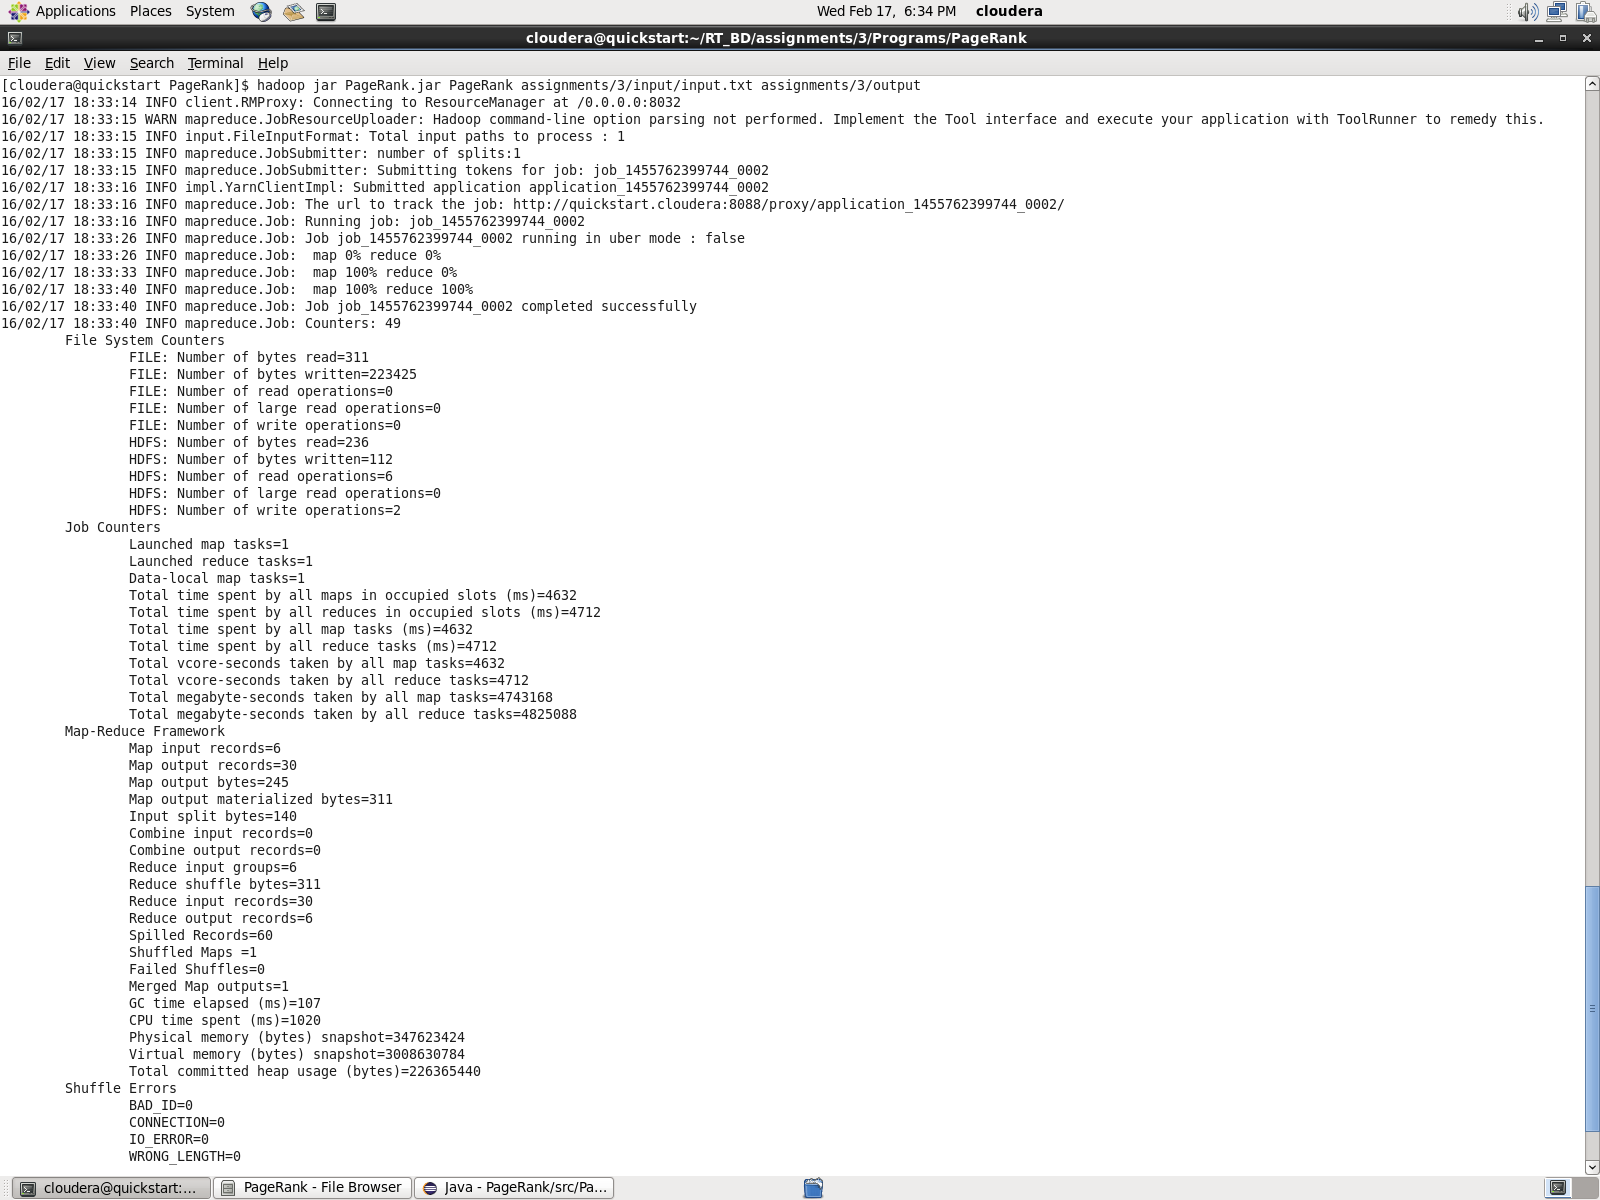 Applications Places System Wed Feb 17, 6:34 PM cloudera
cloudera@quickstart:~/RT_BD/assignments/3/Programs/PageRank
File Edit View Search Terminal Help
[cloudera@quickstart PageRank]$ hadoop jar PageRank.jar PageRank assignments/3/input/input.txt assignments/3/output
16/02/17 18:33:14 INFO client.RMProxy: Connecting to ResourceManager at /0.0.0.0:8032
16/02/17 18:33:15 WARN mapreduce.JobResourceUploader: Hadoop command-line option parsing not performed. Implement the Tool interface and execute your application with ToolRunner to remedy this.
16/02/17 18:33:15 INFO input.FileInputFormat: Total input paths to process : 1
16/02/17 18:33:15 INFO mapreduce.JobSubmitter: number of splits:1
16/02/17 18:33:15 INFO mapreduce.JobSubmitter: Submitting tokens for job: job_1455762399744_0002
16/02/17 18:33:16 INFO impl.YarnClientImpl: Submitted application application_1455762399744_0002
16/02/17 18:33:16 INFO mapreduce.Job: The url to track the job: http://quickstart.cloudera:8088/proxy/application_1455762399744_0002/
16/02/17 18:33:16 INFO mapreduce.Job: Running job: job_1455762399744_0002
16/02/17 18:33:26 INFO mapreduce.Job: Job job_1455762399744_0002 running in uber mode : false
16/02/17 18:33:26 INFO mapreduce.Job:  map 0% reduce 0%
16/02/17 18:33:33 INFO mapreduce.Job:  map 100% reduce 0%
16/02/17 18:33:40 INFO mapreduce.Job:  map 100% reduce 100%
16/02/17 18:33:40 INFO mapreduce.Job: Job job_1455762399744_0002 completed successfully
16/02/17 18:33:40 INFO mapreduce.Job: Counters: 49
File System Counters
FILE: Number of bytes read=311
FILE: Number of bytes written=223425
FILE: Number of read operations=0
FILE: Number of large read operations=0
FILE: Number of write operations=0
HDFS: Number of bytes read=236
HDFS: Number of bytes written=112
HDFS: Number of read operations=6
HDFS: Number of large read operations=0
HDFS: Number of write operations=2
Job Counters
Launched map tasks=1
Launched reduce tasks=1
Data-local map tasks=1
Total time spent by all maps in occupied slots (ms)=4632
Total time spent by all reduces in occupied slots (ms)=4712
Total time spent by all map tasks (ms)=4632
Total time spent by all reduce tasks (ms)=4712
Total vcore-seconds taken by all map tasks=4632
Total vcore-seconds taken by all reduce tasks=4712
Total megabyte-seconds taken by all map tasks=4743168
Total megabyte-seconds taken by all reduce tasks=4825088
Map-Reduce Framework
Map input records=6
Map output records=30
Map output bytes=245
Map output materialized bytes=311
Input split bytes=140
Combine input records=0
Combine output records=0
Reduce input groups=6
Reduce shuffle bytes=311
Reduce input records=30
Reduce output records=6
Spilled Records=60
Shuffled Maps =1
Failed Shuffles=0
Merged Map outputs=1
GC time elapsed (ms)=107
CPU time spent (ms)=1020
Physical memory (bytes) snapshot=347623424
Virtual memory (bytes) snapshot=3008630784
Total committed heap usage (bytes)=226365440
Shuffle Errors
BAD_ID=0
CONNECTION=0
IO_ERROR=0
WRONG_LENGTH=0
cloudera@quickstart:... PageRank - File Browser Java - PageRank/src/Pa...